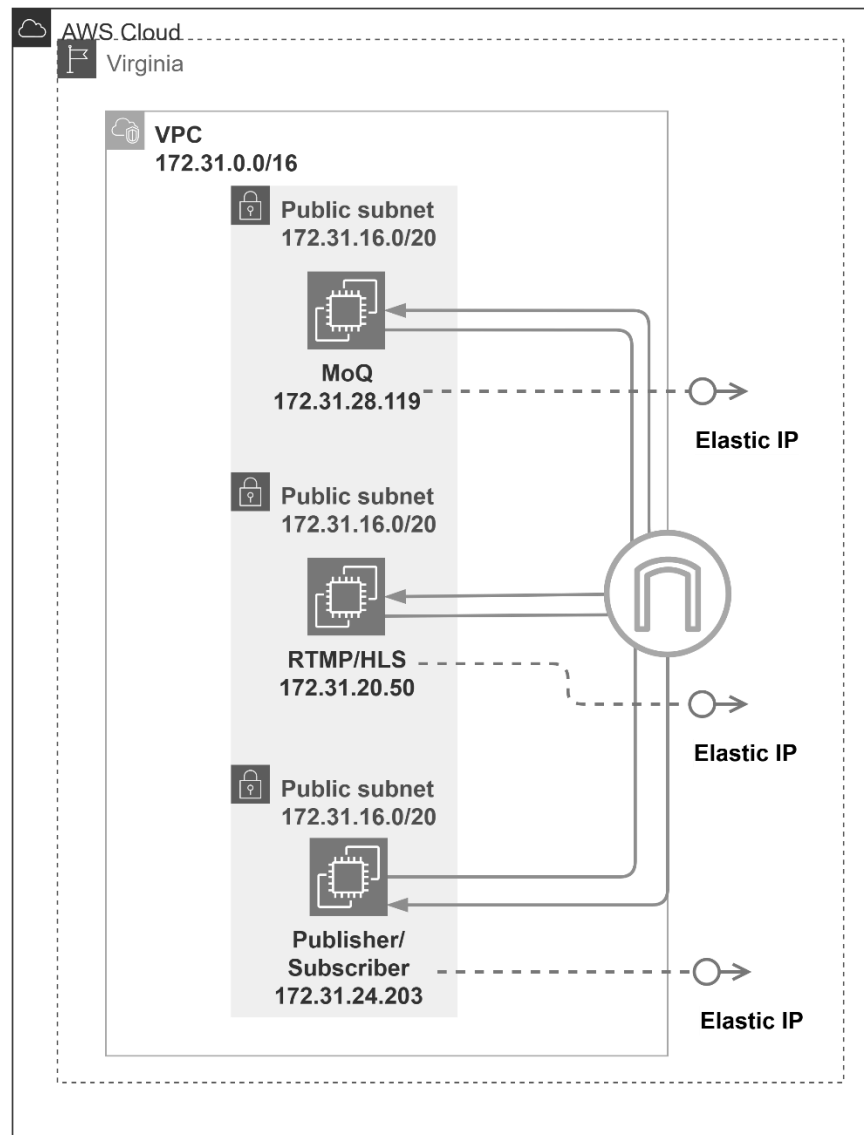 AWS Cloud
Virginia
VPC
172.31.0.0/16
Public subnet
172.31.16.0/20
MoQ
172.31.28.119
Elastic IP
Public subnet
172.31.16.0/20
RTMP/HLS
172.31.20.50
Elastic IP
Public subnet
172.31.16.0/20
Publisher/
Subscriber
172.31.24.203
Elastic IP